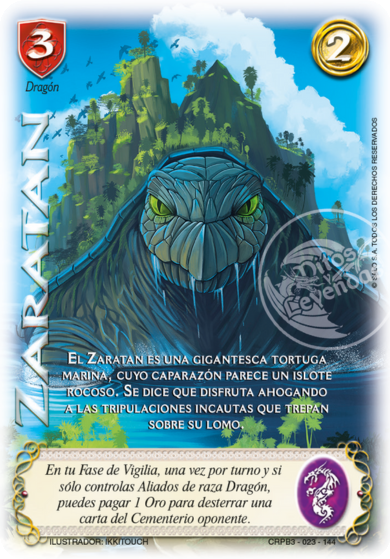 3
2
Dragón
ZARATAN
TODOS LOS DERECHOS RESERVADOS
Mitos
y
Leyendas
EL ZARATAN ES UNA GIGANTESCA TORTUGA
MARINA, CUYO CAPARAZÓN PARECE UN ISLOTE
ROCOSO. SE DICE QUE DISFRUTA AHOGANDO
A LAS TRIPULACIONES INCAUTAS QUE TREPAN
SOBRE SU LOMO.
En tu Fase de Vigilia, una vez por turno y si
sólo controlas Aliados de raza Dragón,
puedes pagar 1 Oro para desterrar una
carta del Cementerio oponente.
ILUSTRADOR: IKKITOUCH
CRPB3 - 023 - 144